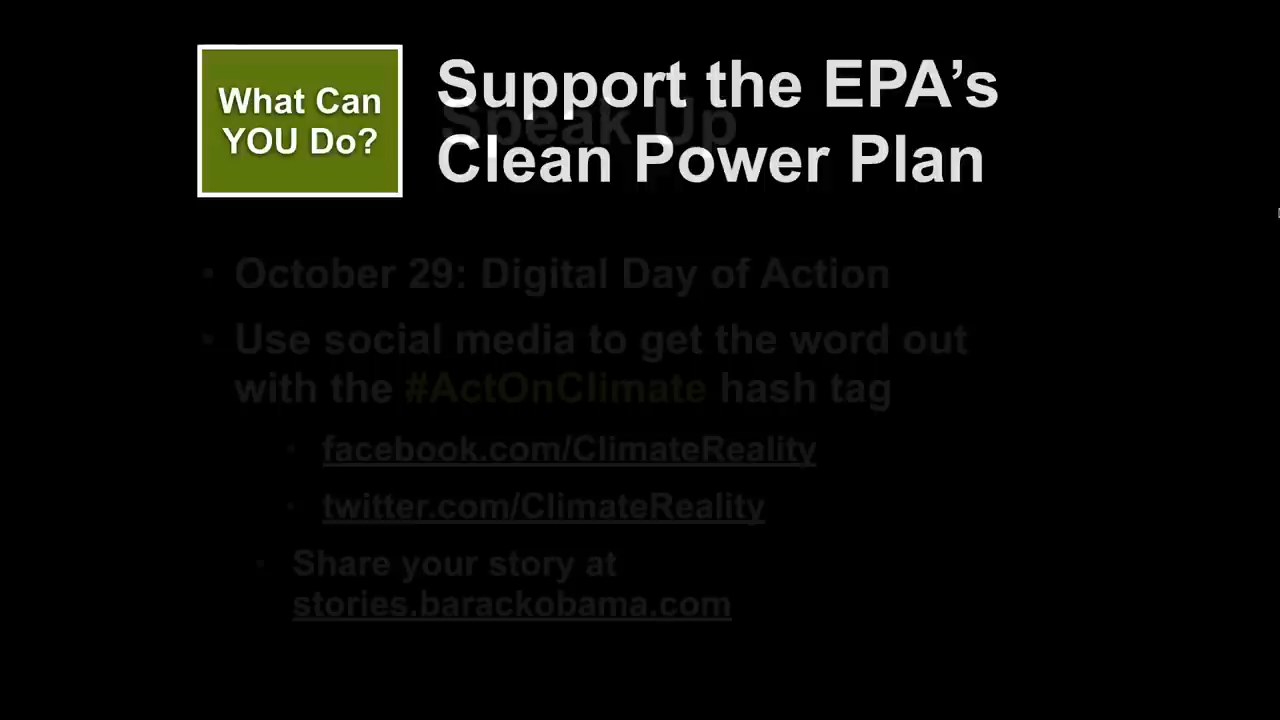 What Can
YOU Do?
Support the EPA’s
Clean Power Plan
Speak Up
• October 29: Digital Day of Action
• Use social media to get the word out
with the #ActOnClimate hash tag
• facebook.com/ClimateReality
• twitter.com/ClimateReality
• Share your story at
stories.barackobama.com